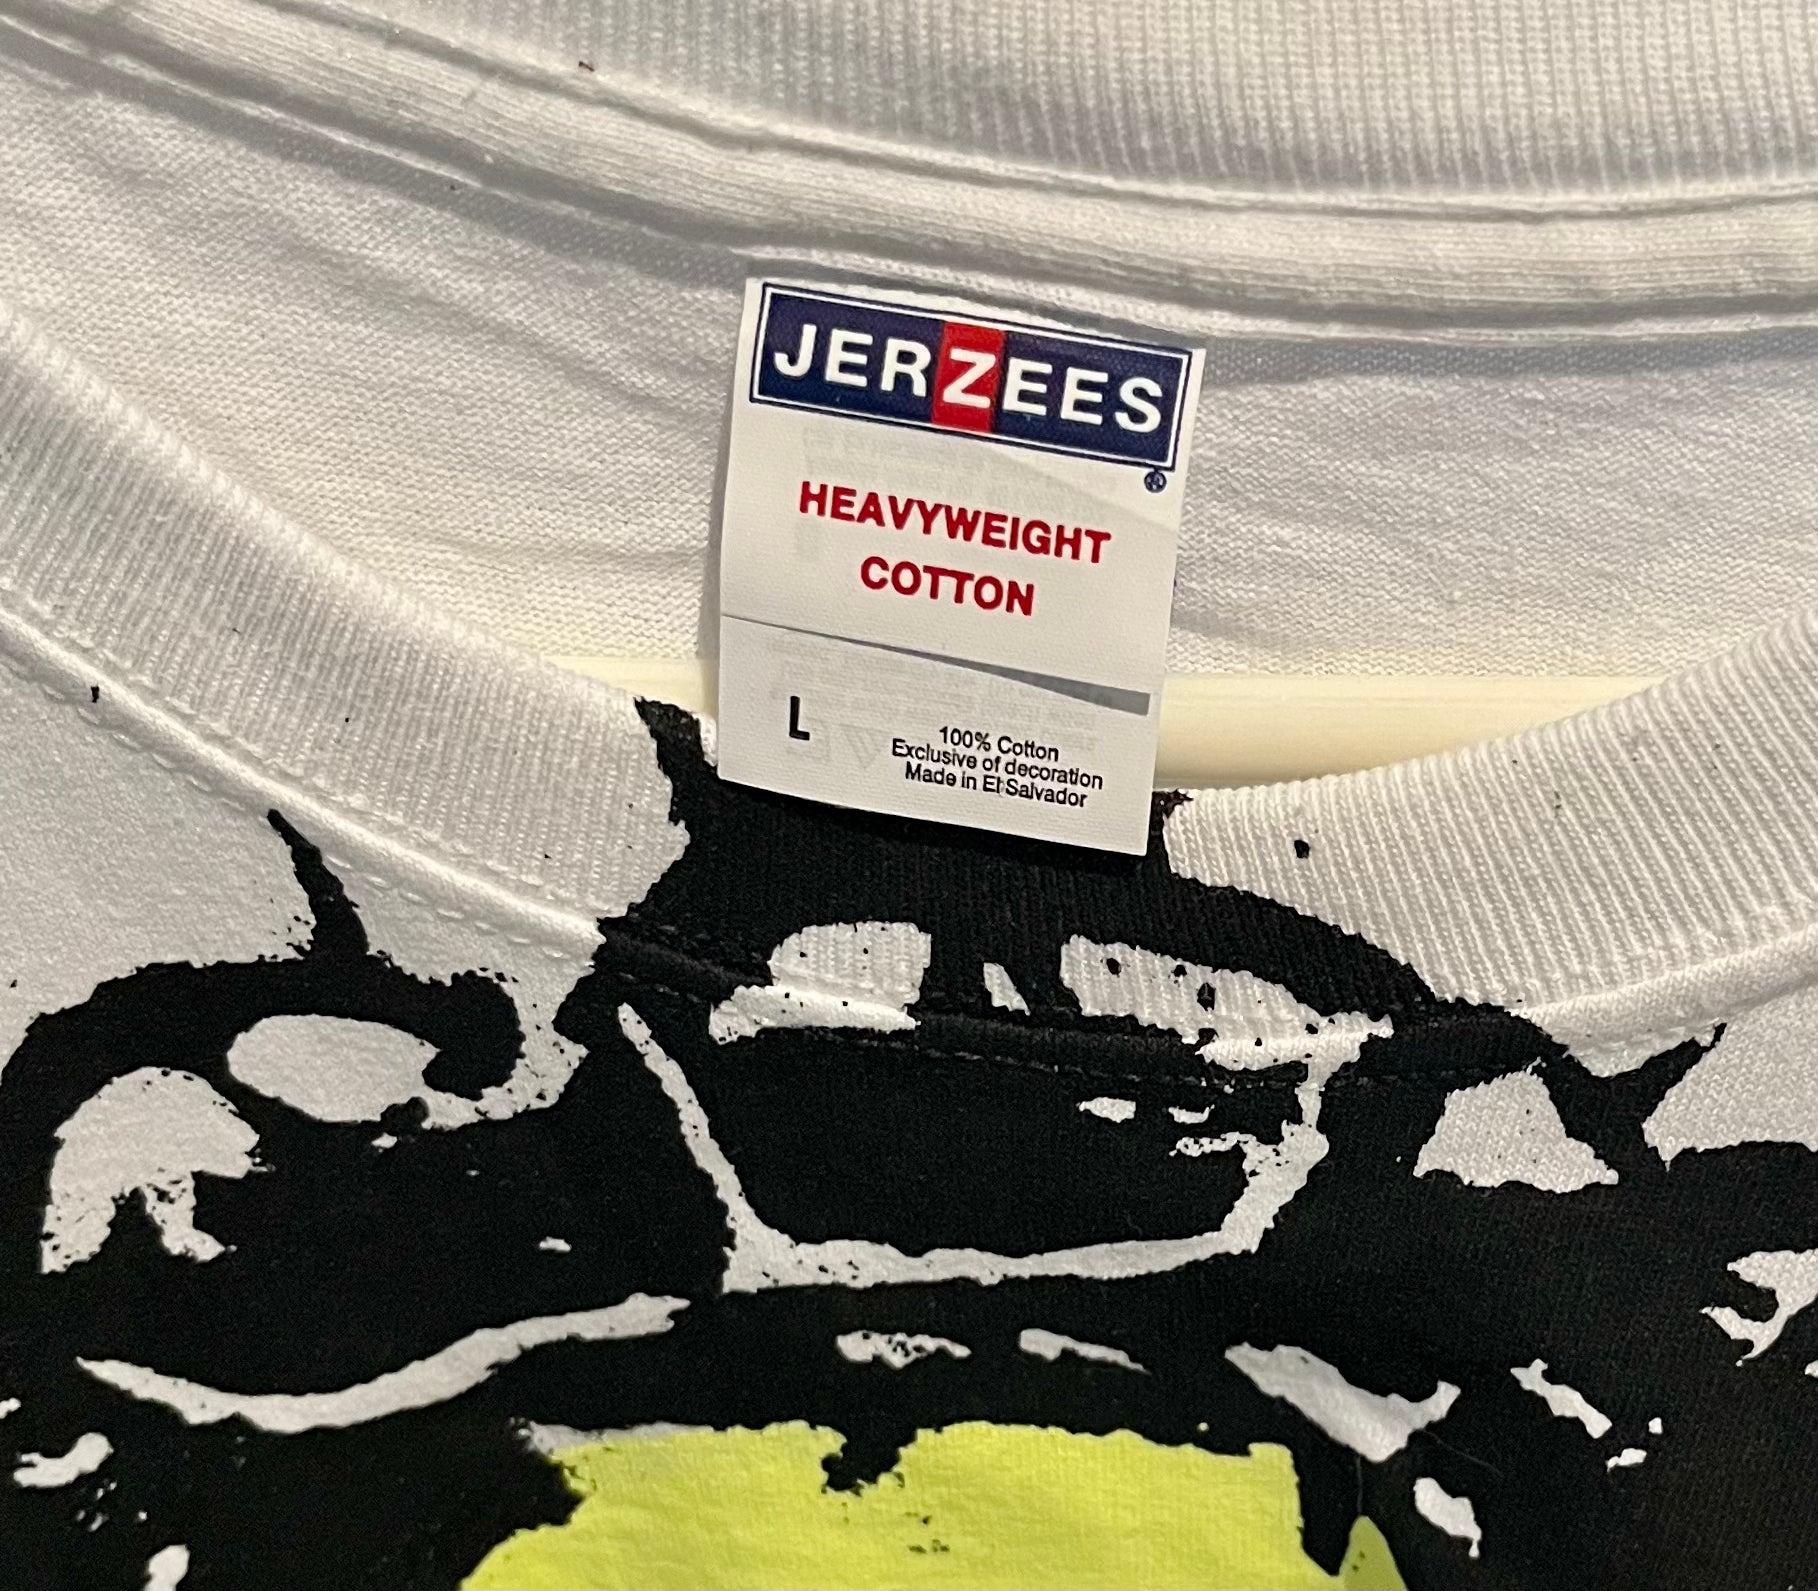 JERZEES
®
HEAVYWEIGHT
COTTON
L
100% Cotton
Exclusive of decoration
Made in El Salvador